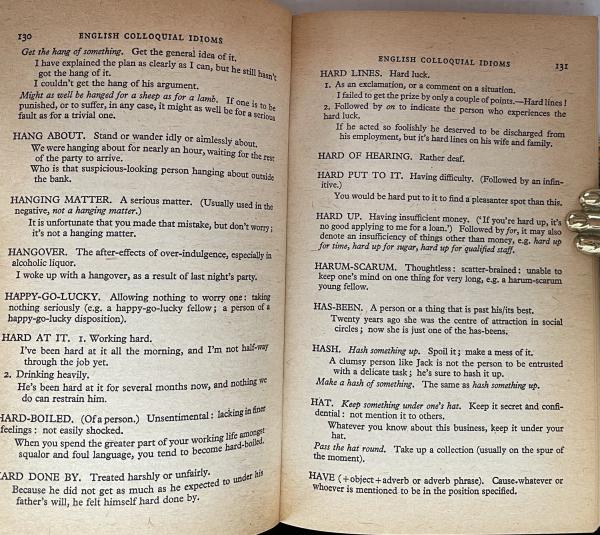 130 ENGLISH COLLOQUIAL IDIOMS
Get the hang of something. Get the general idea of it.
I have explained the plan as clearly as I can, but he still hasn't
got the hang of it.
I couldn't get the hang of his argument.
Might as well be hanged for a sheep as for a lamb. If one is to be
punished, or to suffer, in any case, it might as well be for a serious
fault as for a trivial one.
HANG ABOUT. Stand or wander idly or aimlessly about.
We were hanging about for nearly an hour, waiting for the rest
of the party to arrive.
Who is that suspicious-looking person hanging about outside
the bank.
HANGING MATTER. A serious matter. (Usually used in the
negative, not a hanging matter.)
It is unfortunate that you made that mistake, but don't worry;
it's not a hanging matter.
HANGOVER. The after-effects of over-indulgence, especially in
alcoholic liquor.
I woke up with a hangover, as a result of last night's party.
HAPPY-GO-LUCKY. Allowing nothing to worry one: taking
nothing seriously (e.g. a happy-go-lucky fellow; a person of a
happy-go-lucky disposition).
HARD AT IT. 1. Working hard.
I've been hard at it all the morning, and I'm not half-way
through the job yet.
2. Drinking heavily.
He's been hard at it for several months now, and nothing we
do can restrain him.
HARD-BOILED. (Of a person.) Unsentimental: lacking in finer
feelings: not easily shocked.
When you spend the greater part of your working life amongst
squalor and foul language, you tend to become hard-boiled.
HARD DONE BY. Treated harshly or unfairly.
Because he did not get as much as he expected to under his
father's will, he felt himself hard done by.
ENGLISH COLLOQUIAL IDIOMS 131
HARD LINES. Hard luck.
1. As an exclamation, or a comment on a situation.
I failed to get the prize by only a couple of points.—Hard lines!
2. Followed by on to indicate the person who experiences the
hard luck.
If he acted so foolishly he deserved to be discharged from
his employment, but it's hard lines on his wife and family.
HARD OF HEARING. Rather deaf.
HARD PUT TO IT. Having difficulty. (Followed by an infin-
itive.)
You would be hard put to it to find a pleasanter spot than this.
HARD UP. Having insufficient money. ('If you're hard up, it's
no good applying to me for a loan.') Followed by for, it may also
denote an insufficiency of things other than money, e.g. hard up
for time, hard up for sugar, hard up for qualified staff.
HARUM-SCARUM. Thoughtless: scatter-brained: unable to
keep one's mind on one thing for very long, e.g. a harum-scarum
young fellow.
HAS-BEEN. A person or a thing that is past his/its best.
Twenty years ago she was the centre of attraction in social
circles; now she is just one of the has-beens.
HASH. Hash something up. Spoil it; make a mess of it.
A clumsy person like Jack is not the person to be entrusted
with a delicate task; he's sure to hash it up.
Make a hash of something. The same as hash something up.
HAT. Keep something under one's hat. Keep it secret and confi-
dential: not mention it to others.
Whatever you know about this business, keep it under your
hat.
Pass the hat round. Take up a collection (usually on the spur of
the moment).
HAVE (+object+adverb or adverb phrase). Cause whatever or
whoever is mentioned to be in the position specified.